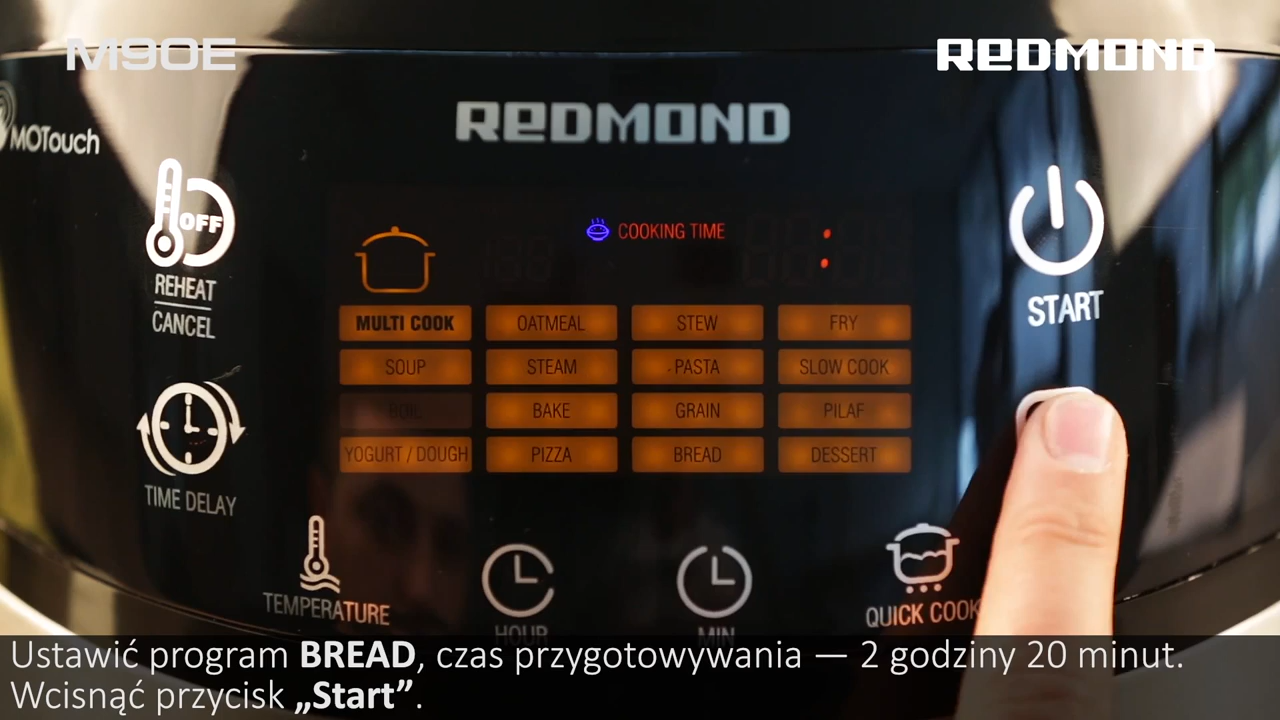 M90E
REDMOND
REDMOND
MOTouch
OFF
REHEAT
CANCEL
COOKING TIME
START
MULTI COOK
OATMEAL
STEW
FRY
SOUP
STEAM
PASTA
SLOW COOK
BOIL
BAKE
GRAIN
PILAF
YOGURT / DOUGH
PIZZA
BREAD
DESSERT
TIME DELAY
TEMPERATURE
HOUR
MIN
QUICK COOK
Ustawić program BREAD, czas przygotowywania — 2 godziny 20 minut.
Wcisnąć przycisk „Start”.